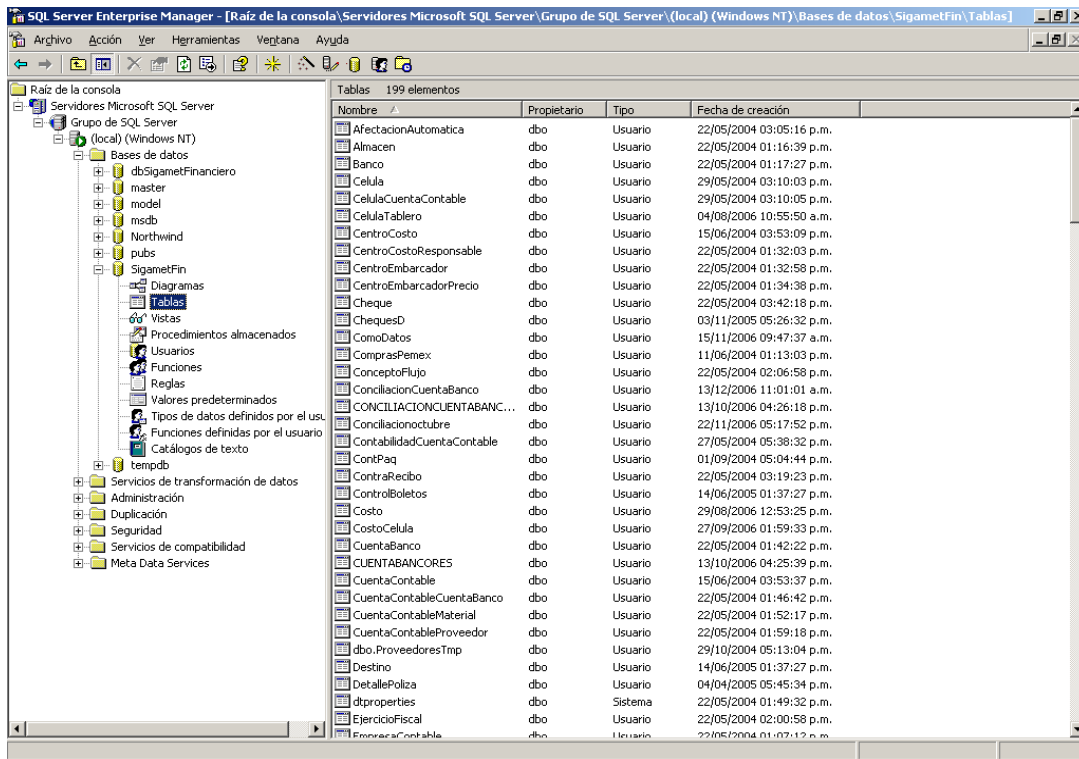 SQL Server Enterprise Manager - [Raíz de la consola\Servidores Microsoft SQL Server\Grupo de SQL Server\(local) (Windows NT)\Bases de datos\SigametFin\Tablas]
Archivo Acción Ver Herramientas Ventana Ayuda
Raíz de la consola
Servidores Microsoft SQL Server
Grupo de SQL Server
(local) (Windows NT)
Bases de datos
dbSigametFinanciero
master
model
msdb
Northwind
pubs
SigametFin
Diagramas
Tablas
Vistas
Procedimientos almacenados
Usuarios
Funciones
Reglas
Valores predeterminados
Tipos de datos definidos por el usu
Funciones definidas por el usuario
Catálogos de texto
tempdb
Servicios de transformación de datos
Administración
Duplicación
Seguridad
Servicios de compatibilidad
Meta Data Services
Tablas 199 elementos
Nombre Propietario Tipo Fecha de creación
AfectacionAutomatica dbo Usuario 22/05/2004 03:05:16 p.m.
Almacen dbo Usuario 22/05/2004 01:16:39 p.m.
Banco dbo Usuario 22/05/2004 01:17:27 p.m.
Celula dbo Usuario 29/05/2004 03:10:03 p.m.
CelulaCuentaContable dbo Usuario 29/05/2004 03:10:05 p.m.
CelulaTablero dbo Usuario 04/08/2006 10:55:50 a.m.
CentroCosto dbo Usuario 15/06/2004 03:53:09 p.m.
CentroCostoResponsable dbo Usuario 22/05/2004 01:32:03 p.m.
CentroEmbarcador dbo Usuario 22/05/2004 01:32:58 p.m.
CentroEmbarcadorPrecio dbo Usuario 22/05/2004 01:34:38 p.m.
Cheque dbo Usuario 22/05/2004 03:42:18 p.m.
ChequesD dbo Usuario 03/11/2005 05:26:32 p.m.
ComoDatos dbo Usuario 15/11/2006 09:47:37 a.m.
ComprasPemex dbo Usuario 11/06/2004 01:13:03 p.m.
ConceptoFlujo dbo Usuario 22/05/2004 02:06:58 p.m.
ConciliacionCuentaBanco dbo Usuario 13/12/2006 11:01:01 a.m.
CONCILIACIONCUENTABANC... dbo Usuario 13/10/2006 04:26:18 p.m.
Conciliacionoctubre dbo Usuario 22/11/2006 05:17:52 p.m.
ContabilidadCuentaContable dbo Usuario 27/05/2004 05:38:32 p.m.
ContPaq dbo Usuario 01/09/2004 05:04:44 p.m.
ContraRecibo dbo Usuario 22/05/2004 03:19:23 p.m.
ControlBoletos dbo Usuario 14/06/2005 01:37:27 p.m.
Costo dbo Usuario 29/08/2006 12:53:25 p.m.
CostoCelula dbo Usuario 27/09/2006 01:59:33 p.m.
CuentaBanco dbo Usuario 22/05/2004 01:42:22 p.m.
CUENTABANCORES dbo Usuario 13/10/2006 04:25:39 p.m.
CuentaContable dbo Usuario 15/06/2004 03:53:37 p.m.
CuentaContableCuentaBanco dbo Usuario 22/05/2004 01:46:42 p.m.
CuentaContableMaterial dbo Usuario 22/05/2004 01:52:17 p.m.
CuentaContableProveedor dbo Usuario 22/05/2004 01:59:18 p.m.
dbo.ProveedoresTmp dbo Usuario 29/10/2004 05:13:04 p.m.
Destino dbo Usuario 14/06/2005 01:37:27 p.m.
DetallePoliza dbo Usuario 04/04/2005 05:45:34 p.m.
dtproperties dbo Sistema 22/05/2004 01:49:32 p.m.
EjercicioFiscal dbo Usuario 22/05/2004 02:00:58 p.m.
EmpresaContable dbo Usuario 22/05/2004 01:07:12 p.m.